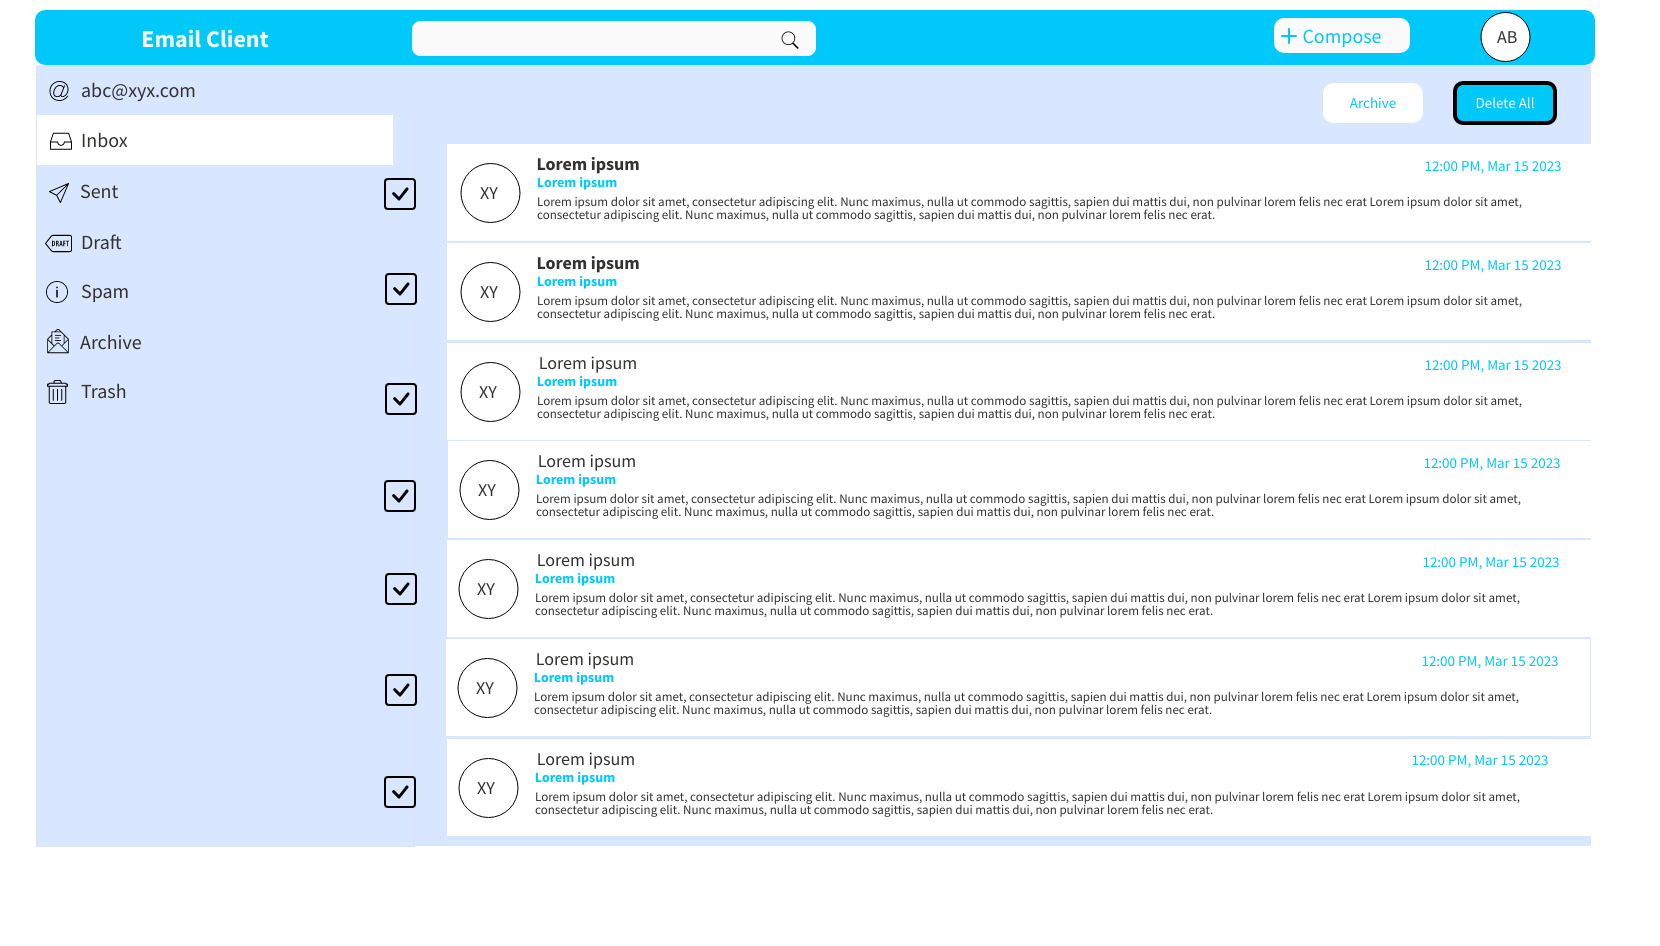 Email Client
+ Compose
AB
@ abc@xyx.com
Inbox
Sent
DRAFT Draft
Spam
Archive
Trash
Archive
Delete All
XY
Lorem ipsum
12:00 PM, Mar 15 2023
Lorem ipsum
Lorem ipsum dolor sit amet, consectetur adipiscing elit. Nunc maximus, nulla ut commodo sagittis, sapien dui mattis dui, non pulvinar lorem felis nec erat Lorem ipsum dolor sit amet,
consectetur adipiscing elit. Nunc maximus, nulla ut commodo sagittis, sapien dui mattis dui, non pulvinar lorem felis nec erat.
XY
Lorem ipsum
12:00 PM, Mar 15 2023
Lorem ipsum
Lorem ipsum dolor sit amet, consectetur adipiscing elit. Nunc maximus, nulla ut commodo sagittis, sapien dui mattis dui, non pulvinar lorem felis nec erat Lorem ipsum dolor sit amet,
consectetur adipiscing elit. Nunc maximus, nulla ut commodo sagittis, sapien dui mattis dui, non pulvinar lorem felis nec erat.
XY
Lorem ipsum
12:00 PM, Mar 15 2023
Lorem ipsum
Lorem ipsum dolor sit amet, consectetur adipiscing elit. Nunc maximus, nulla ut commodo sagittis, sapien dui mattis dui, non pulvinar lorem felis nec erat Lorem ipsum dolor sit amet,
consectetur adipiscing elit. Nunc maximus, nulla ut commodo sagittis, sapien dui mattis dui, non pulvinar lorem felis nec erat.
XY
Lorem ipsum
12:00 PM, Mar 15 2023
Lorem ipsum
Lorem ipsum dolor sit amet, consectetur adipiscing elit. Nunc maximus, nulla ut commodo sagittis, sapien dui mattis dui, non pulvinar lorem felis nec erat Lorem ipsum dolor sit amet,
consectetur adipiscing elit. Nunc maximus, nulla ut commodo sagittis, sapien dui mattis dui, non pulvinar lorem felis nec erat.
XY
Lorem ipsum
12:00 PM, Mar 15 2023
Lorem ipsum
Lorem ipsum dolor sit amet, consectetur adipiscing elit. Nunc maximus, nulla ut commodo sagittis, sapien dui mattis dui, non pulvinar lorem felis nec erat Lorem ipsum dolor sit amet,
consectetur adipiscing elit. Nunc maximus, nulla ut commodo sagittis, sapien dui mattis dui, non pulvinar lorem felis nec erat.
XY
Lorem ipsum
12:00 PM, Mar 15 2023
Lorem ipsum
Lorem ipsum dolor sit amet, consectetur adipiscing elit. Nunc maximus, nulla ut commodo sagittis, sapien dui mattis dui, non pulvinar lorem felis nec erat Lorem ipsum dolor sit amet,
consectetur adipiscing elit. Nunc maximus, nulla ut commodo sagittis, sapien dui mattis dui, non pulvinar lorem felis nec erat.
XY
Lorem ipsum
12:00 PM, Mar 15 2023
Lorem ipsum
Lorem ipsum dolor sit amet, consectetur adipiscing elit. Nunc maximus, nulla ut commodo sagittis, sapien dui mattis dui, non pulvinar lorem felis nec erat Lorem ipsum dolor sit amet,
consectetur adipiscing elit. Nunc maximus, nulla ut commodo sagittis, sapien dui mattis dui, non pulvinar lorem felis nec erat.